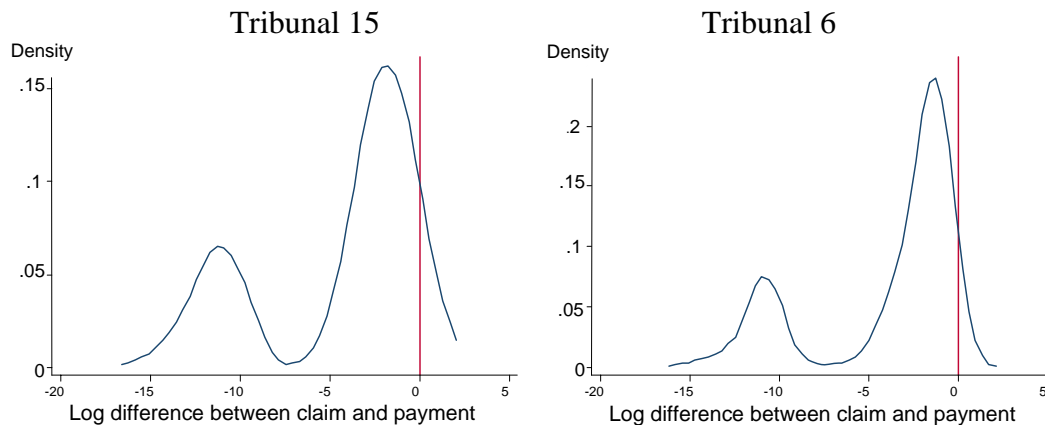 Tribunal 15
Density
.15
.1
.05
0
-20 -15 -10 -5 0 5
Log difference between claim and payment
Tribunal 6
Density
.2
.15
.1
.05
0
-20 -15 -10 -5 0 5
Log difference between claim and payment